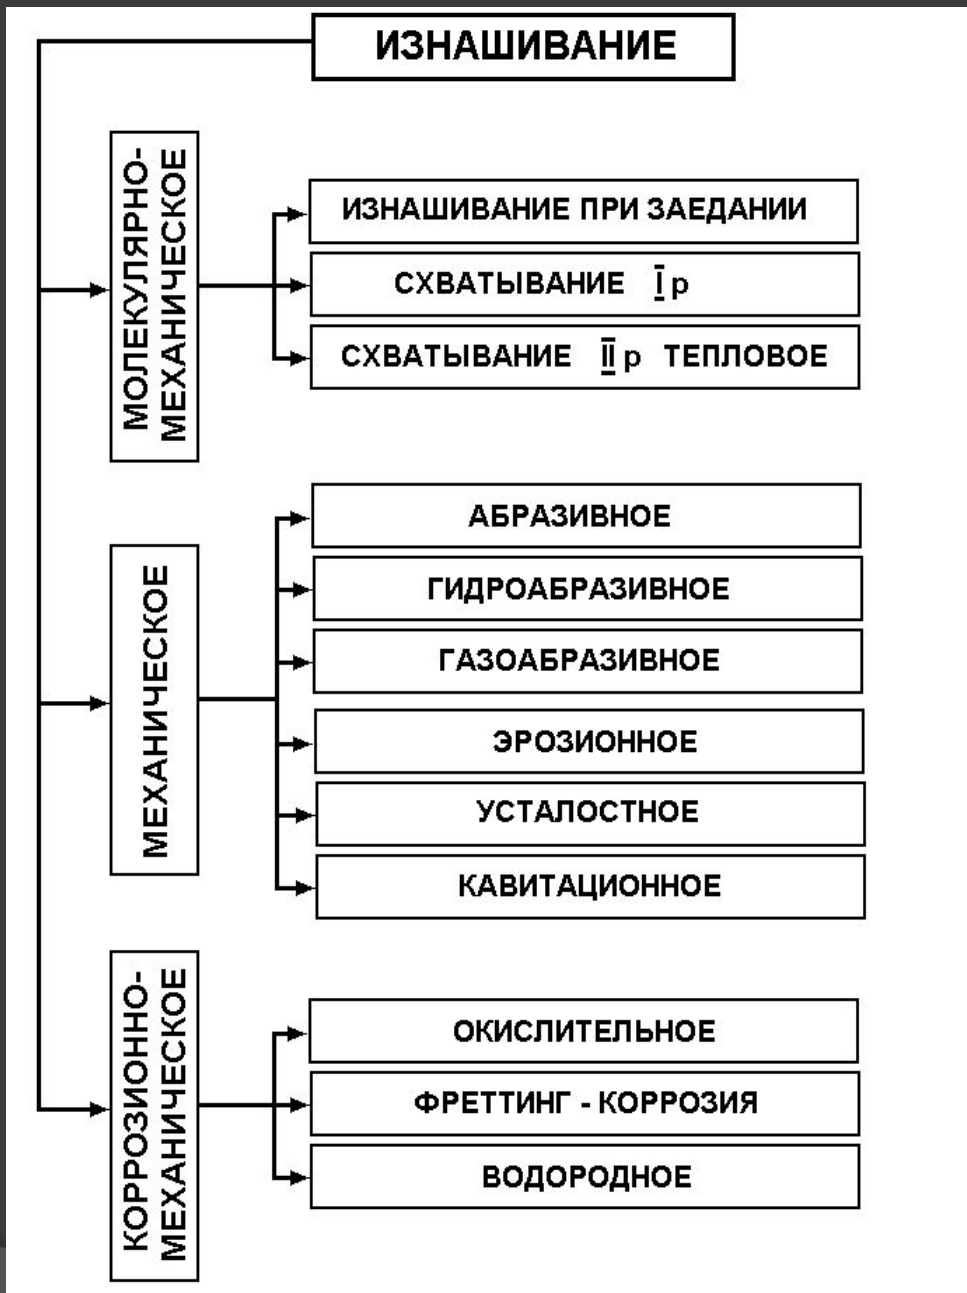 ИЗНАШИВАНИЕ
МОЛЕКУЛЯРНО-
МЕХАНИЧЕСКОЕ
ИЗНАШИВАНИЕ ПРИ ЗАЕДАНИИ
СХВАТЫВАНИЕ I р
СХВАТЫВАНИЕ II р ТЕПЛОВОЕ
МЕХАНИЧЕСКОЕ
АБРАЗИВНОЕ
ГИДРОАБРАЗИВНОЕ
ГАЗОАБРАЗИВНОЕ
ЭРОЗИОННОЕ
УСТАЛОСТНОЕ
КАВИТАЦИОННОЕ
КОРРОЗИОННО-
МЕХАНИЧЕСКОЕ
ОКИСЛИТЕЛЬНОЕ
ФРЕТТИНГ - КОРРОЗИЯ
ВОДОРОДНОЕ